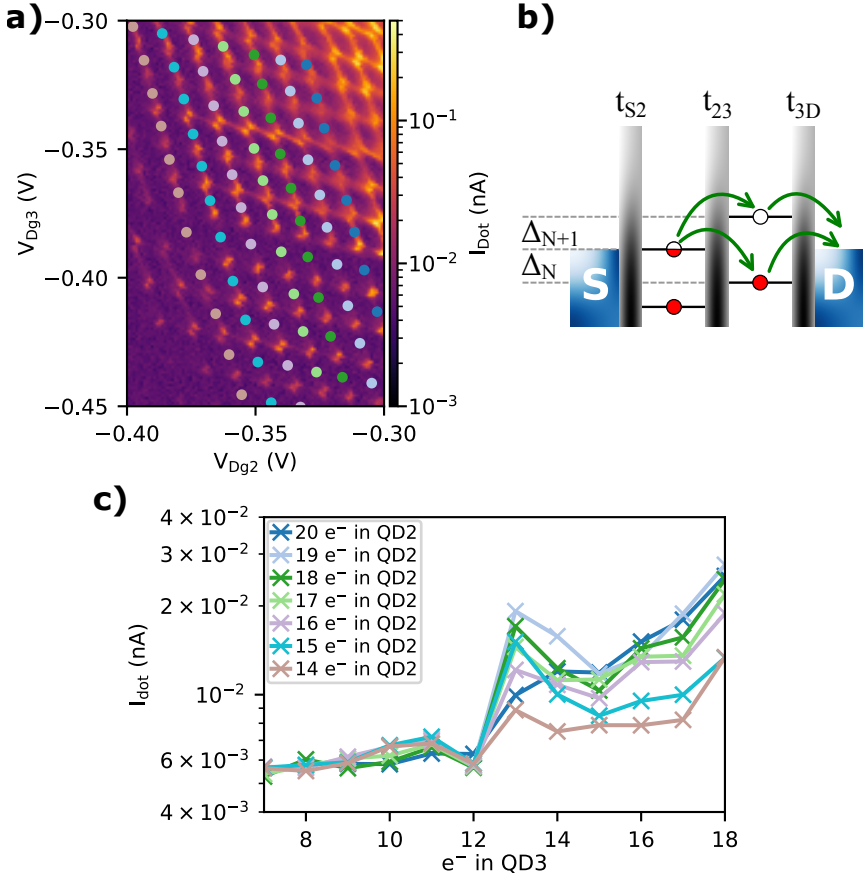 a)
−0.30
−0.35
−0.40
−0.45
V_Dg3 (V)
−0.40
−0.35
−0.30
V_Dg2 (V)
10⁻¹
10⁻²
10⁻³
I_Dot (nA)
b)
t_S2
t_23
t_3D
Δ_N+1
Δ_N
S
D
c)
4 × 10⁻²
3 × 10⁻²
2 × 10⁻²
10⁻²
6 × 10⁻³
4 × 10⁻³
I_dot (nA)
20 e⁻ in QD2
19 e⁻ in QD2
18 e⁻ in QD2
17 e⁻ in QD2
16 e⁻ in QD2
15 e⁻ in QD2
14 e⁻ in QD2
8
10
12
14
16
18
e⁻ in QD3